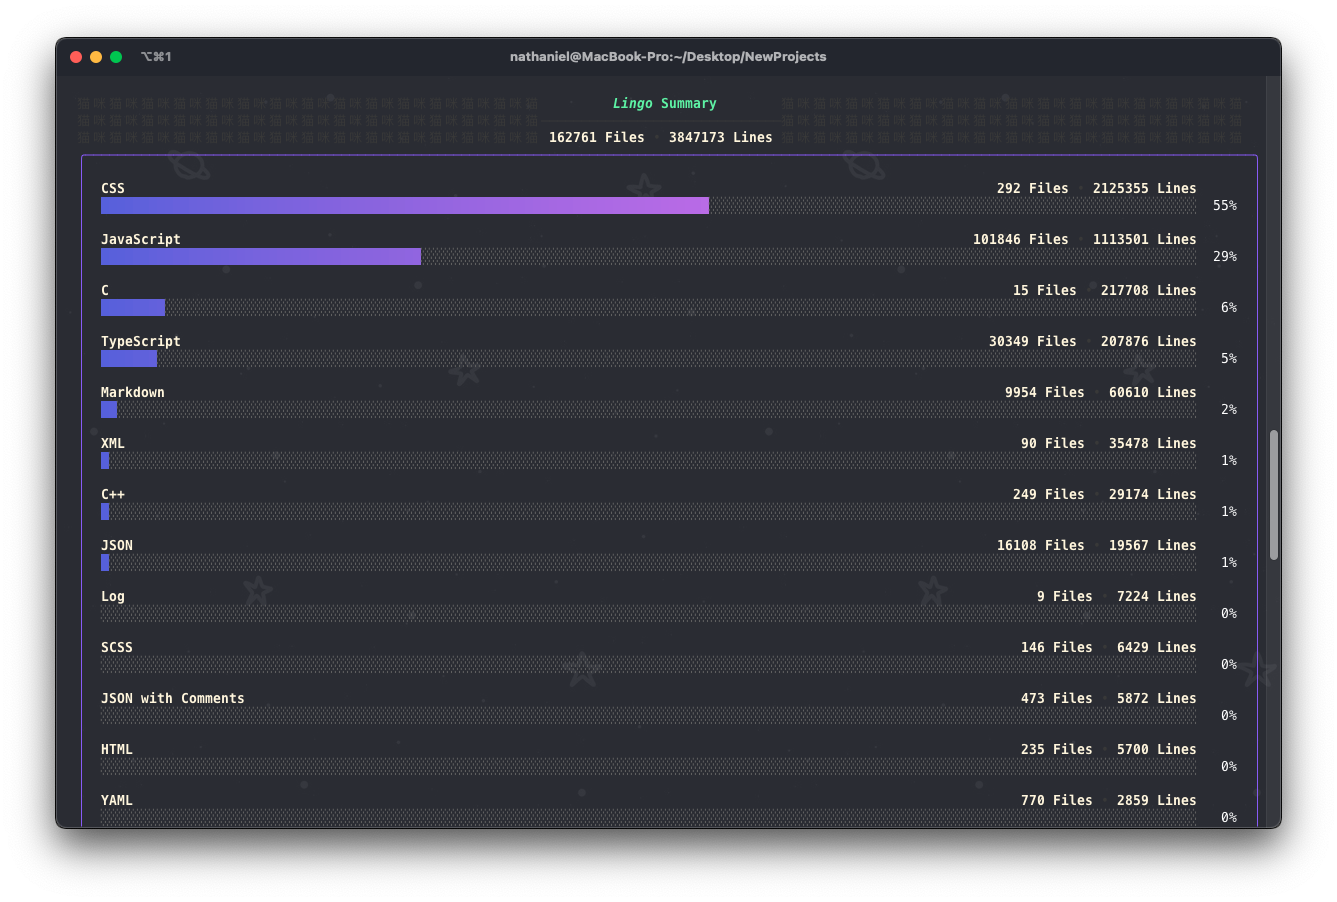 ⌥⌘1
nathaniel@MacBook-Pro:~/Desktop/NewProjects
Lingo Summary
162761 Files • 3847173 Lines
CSS 292 Files • 2125355 Lines
55%
JavaScript 101846 Files • 1113501 Lines
29%
C 15 Files • 217708 Lines
6%
TypeScript 30349 Files • 207876 Lines
5%
Markdown 9954 Files • 60610 Lines
2%
XML 90 Files • 35478 Lines
1%
C++ 249 Files • 29174 Lines
1%
JSON 16108 Files • 19567 Lines
1%
Log 9 Files • 7224 Lines
0%
SCSS 146 Files • 6429 Lines
0%
JSON with Comments 473 Files • 5872 Lines
0%
HTML 235 Files • 5700 Lines
0%
YAML 770 Files • 2859 Lines
0%